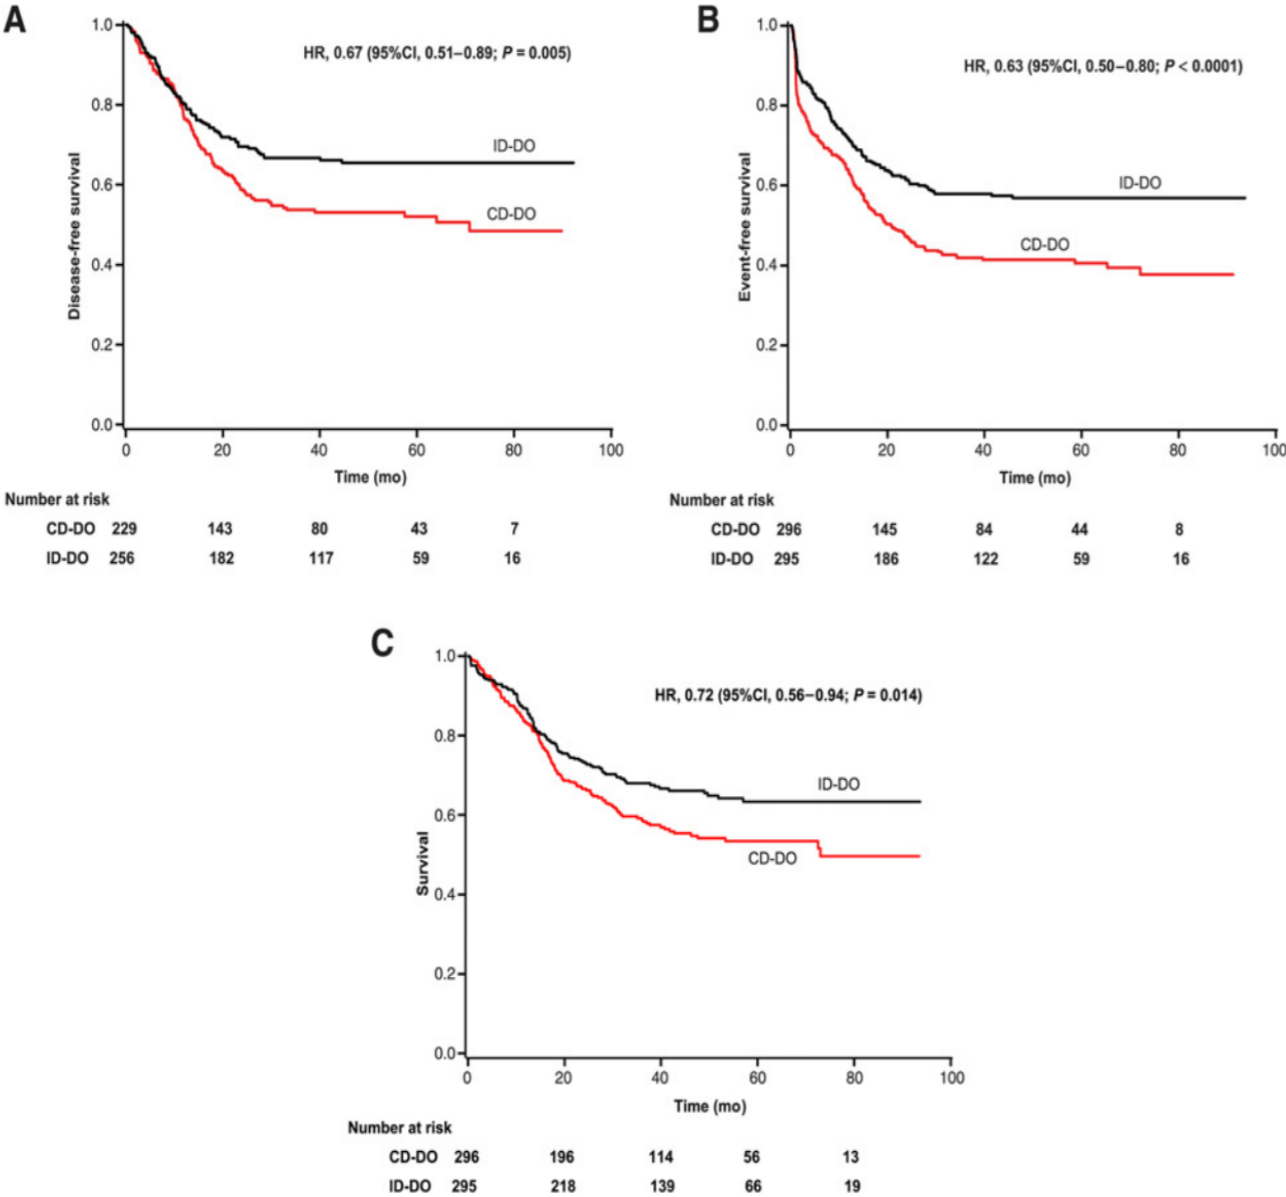 A
HR, 0.67 (95%CI, 0.51–0.89; P = 0.005)
1.0
0.8
0.6
0.4
0.2
0.0
Disease-free survival
ID-DO
CD-DO
0 20 40 60 80 100
Time (mo)
Number at risk
CD-DO 229 143 80 43 7
ID-DO 256 182 117 59 16
B
HR, 0.63 (95%CI, 0.50–0.80; P < 0.0001)
1.0
0.8
0.6
0.4
0.2
0.0
Event-free survival
ID-DO
CD-DO
0 20 40 60 80 100
Time (mo)
Number at risk
CD-DO 296 145 84 44 8
ID-DO 295 186 122 59 16
C
HR, 0.72 (95%CI, 0.56–0.94; P = 0.014)
1.0
0.8
0.6
0.4
0.2
0.0
Survival
ID-DO
CD-DO
0 20 40 60 80 100
Time (mo)
Number at risk
CD-DO 296 196 114 56 13
ID-DO 295 218 139 66 19